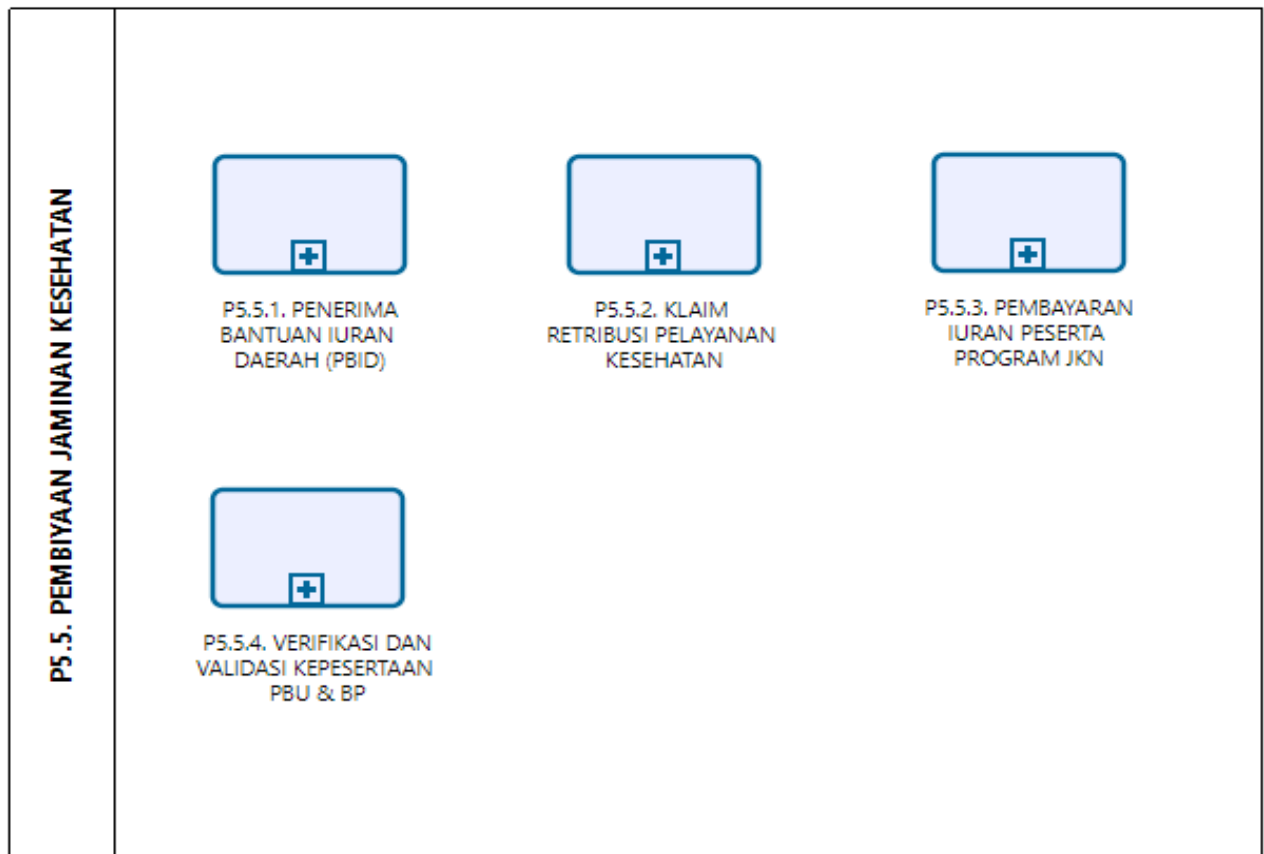 P5.5. PEMBIYAAN JAMINAN KESEHATAN
P5.5.1. PENERIMA
BANTUAN IURAN
DAERAH (PBID)
P5.5.2. KLAIM
RETRIBUSI PELAYANAN
KESEHATAN
P5.5.3. PEMBAYARAN
IURAN PESERTA
PROGRAM JKN
P5.5.4. VERIFIKASI DAN
VALIDASI KEPESERTAAN
PBU & BP